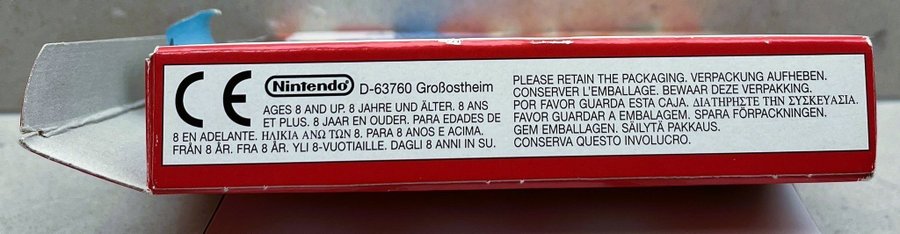 CE Nintendo D-63760 Großostheim
AGES 8 AND UP. 8 JAHRE UND ÄLTER. 8 ANS
ET PLUS. 8 JAAR EN OUDER. PARA EDADES DE
8 EN ADELANTE. ΗΛΙΚΙΑ ΑΝΩ ΤΩΝ 8. PARA 8 ANOS E ACIMA.
FRÅN 8 ÅR. FRA 8 ÅR. YLI 8-VUOTIAILLE. DAGLI 8 ANNI IN SU.
PLEASE RETAIN THE PACKAGING. VERPACKUNG AUFHEBEN.
CONSERVER L'EMBALLAGE. BEWAAR DEZE VERPAKKING.
POR FAVOR GUARDA ESTA CAJA. ΔΙΑΤΗΡΗΣΤΕ ΤΗΝ ΣΥΣΚΕΥΑΣΙΑ.
FAVOR GUARDAR A EMBALAGEM. SPARA FÖRPACKNINGEN.
GEM EMBALLAGEN. SÄILYTÄ PAKKAUS.
CONSERVA QUESTO INVOLUCRO.